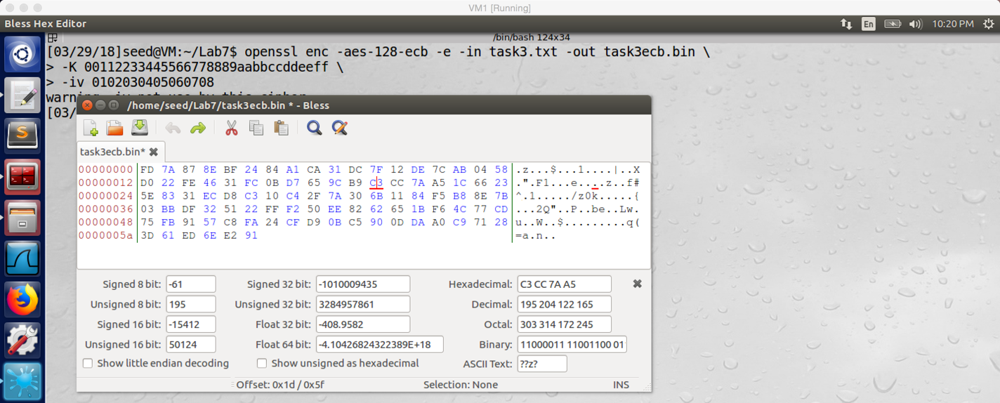 VM1 [Running]
Bless Hex Editor
En
10:20 PM
/bin/bash 124x34
[03/29/18]seed@VM:~/Lab7$ openssl enc -aes-128-ecb -e -in task3.txt -out task3ecb.bin \
> -K 00112233445566778889aabbccddeeff \
> -iv 0102030405060708
warning iv not use by this cipher
[03/
/home/seed/Lab7/task3ecb.bin * - Bless
task3ecb.bin*
00000000 FD 7A 87 8E BF 24 84 A1 CA 31 DC 7F 12 DE 7C AB 04 58 .z...$...1....|..X
00000012 D0 22 FE 46 31 FC 0B D7 65 9C B9 C3 CC 7A A5 1C 66 23 .".F1...e....z..f#
00000024 5E 83 31 EC D8 C3 10 C4 2F 7A 30 6B 11 84 F5 B8 8E 7B ^.1...../z0k.....{
00000036 03 BB DF 32 51 22 FF F2 50 EE 82 62 65 1B F6 4C 77 CD ...2Q"..P..be..Lw.
00000048 75 FB 91 57 C8 FA 24 CF D9 0B C5 90 0D DA A0 C9 71 28 u..W..$.........q(
0000005a 3D 61 ED 6E E2 91 =a.n..
Signed 8 bit: -61 Signed 32 bit: -1010009435 Hexadecimal: C3 CC 7A A5
Unsigned 8 bit: 195 Unsigned 32 bit: 3284957861 Decimal: 195 204 122 165
Signed 16 bit: -15412 Float 32 bit: -408.9582 Octal: 303 314 172 245
Unsigned 16 bit: 50124 Float 64 bit: -4.10426824322389E+18 Binary: 11000011 11001100 01
Show little endian decoding Show unsigned as hexadecimal ASCII Text: ??z?
Offset: 0x1d / 0x5f Selection: None INS